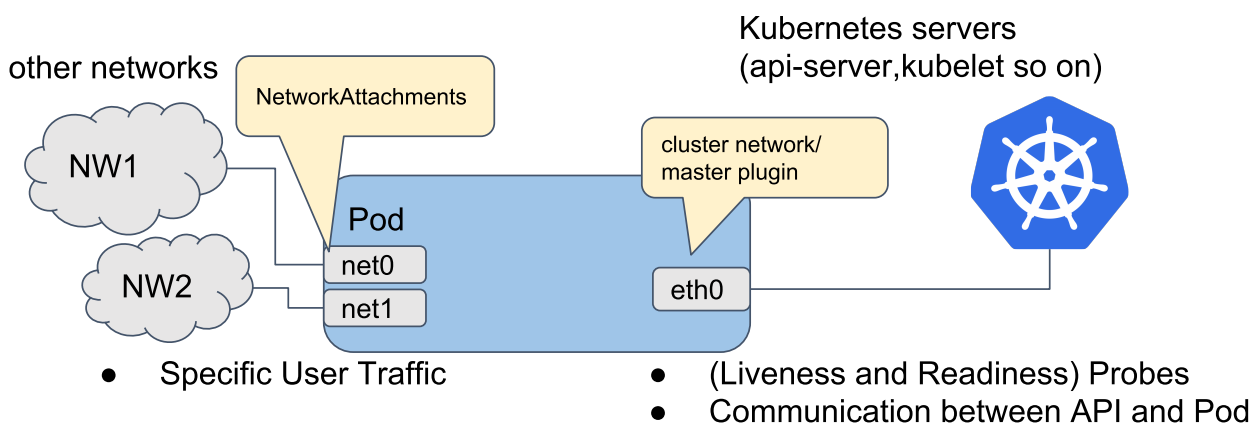 Kubernetes servers
(api-server,kubelet so on)
other networks
NetworkAttachments
cluster network/
master plugin
NW1
Pod
net0
NW2
eth0
net1
● Specific User Traffic
● (Liveness and Readiness) Probes
● Communication between API and Pod